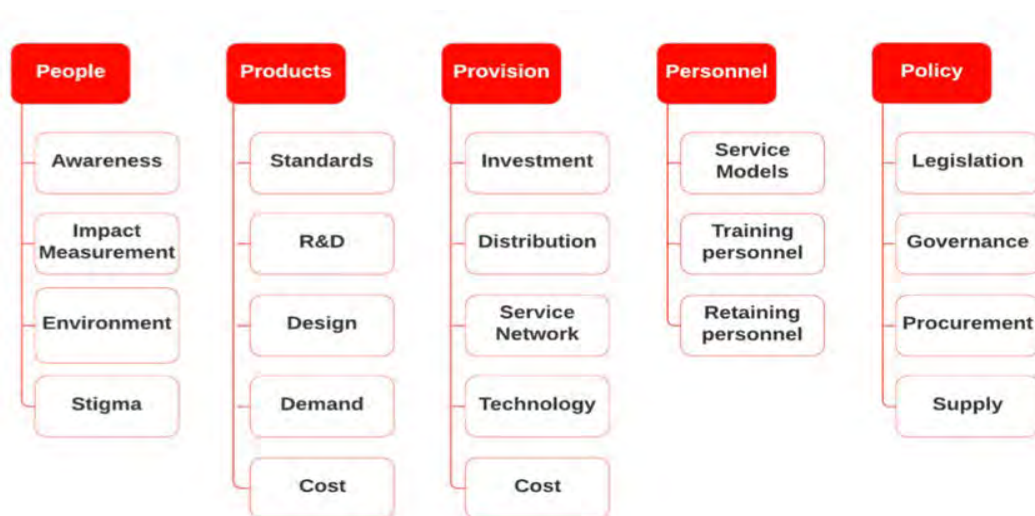 People
Awareness
Impact
Measurement
Environment
Stigma
Products
Standards
R&D
Design
Demand
Cost
Provision
Investment
Distribution
Service
Network
Technology
Cost
Personnel
Service
Models
Training
personnel
Retaining
personnel
Policy
Legislation
Governance
Procurement
Supply